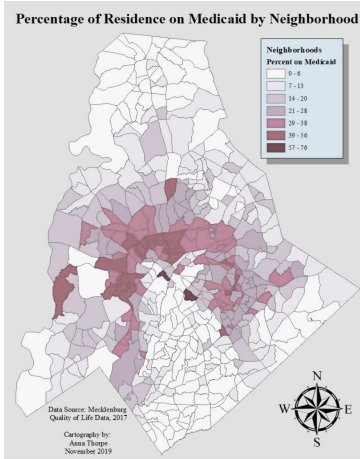 Percentage of Residence on Medicaid by Neighborhood
Neighborhoods
Percent on Medicaid
0 - 6
7 - 13
14 - 20
21 - 28
29 - 38
39 - 56
57 - 76
N
W
E
S
Data Source: Mecklenburg
Quality of Life Data, 2017
Cartography by:
Anna Thorpe
November 2019